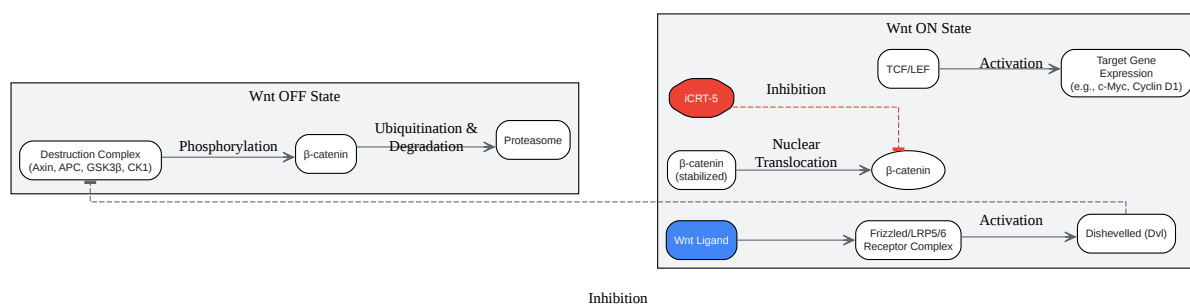 Wnt OFF State
Destruction Complex
(Axin, APC, GSK3β, CK1)
Phosphorylation
β-catenin
Ubiquitination &
Degradation
Proteasome
Wnt ON State
TCF/LEF
Activation
Target Gene
Expression
(e.g., c-Myc, Cyclin D1)
iCRT-5
Inhibition
β-catenin
(stabilized)
Nuclear
Translocation
β-catenin
Wnt Ligand
Frizzled/LRP5/6
Receptor Complex
Activation
Dishevelled (Dvl)
Inhibition